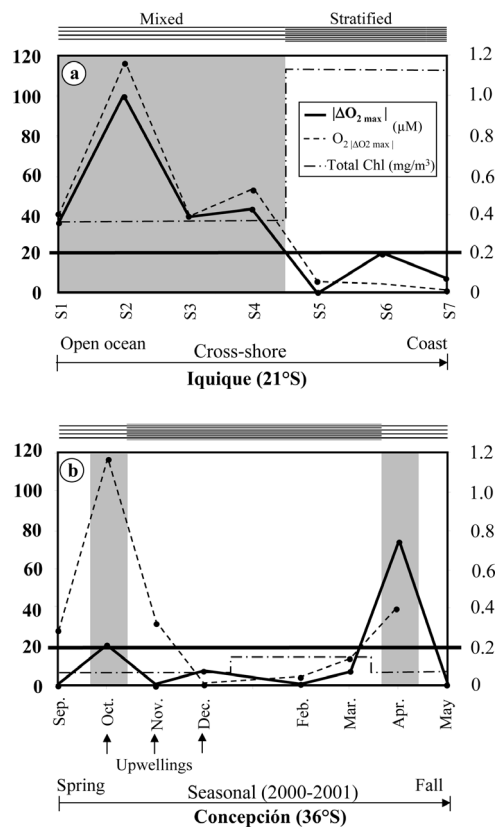 Mixed Stratified
120 1.2
a
100 1.0
|ΔO2 max| (µM)
O2 |ΔO2 max|
Total Chl (mg/m³)
80 0.8
60 0.6
40 0.4
20 0.2
0 0
S1 S2 S3 S4 S5 S6 S7
Open ocean Coast
Cross-shore
Iquique (21°S)
120 1.2
b
100 1.0
80 0.8
60 0.6
40 0.4
20 0.2
0 0
Sep. Oct. Nov. Dec. Feb. Mar. Apr. May
Upwellings
Spring Fall
Seasonal (2000-2001)
Concepción (36°S)